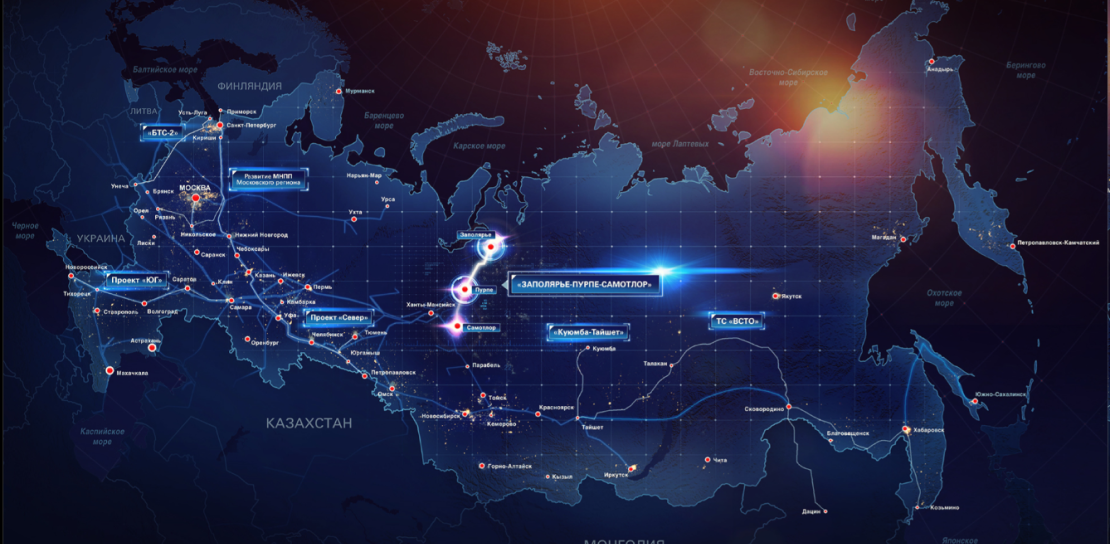 Балтийское море
ФИНЛЯНДИЯ
ЛИТВА
Мурманск
Баренцево
море
Карское море
море Лаптевых
Восточно-Сибирское
море
Анадырь
Берингово
море
Усть-Луга
Приморск
Санкт-Петербург
Кириши
«БТС-2»
Развитие МНПП
Московского региона
Нарьян-Мар
Унеча
Брянск
МОСКВА
Орел
Рязань
Никольское
Нижний Новгород
Чебоксары
Саранск
Усра
Ухта
Черное
море
УКРАИНА
Новороссийск
Тихорецк
Проект «ЮГ»
Саратов
Казань
Ижевск
Пермь
Камбарка
Самара
Уфа
Ставрополь
Волгоград
Астрахань
Махачкала
Оренбург
Проект «Север»
Челябинск
Тюмень
Юргамыш
Петропавловск
Омск
Заполярье
Пурпе
Самотлор
Ханты-Мансийск
«ЗАПОЛЯРЬЕ-ПУРПЕ-САМОТЛОР»
«Куюмба-Тайшет»
Куюмба
ТС «ВСТО»
Якутск
Магадан
Петропавловск-Камчатский
Охотское
море
Парабель
Томск
Новосибирск
Кемерово
Красноярск
Тайшет
Талакан
Сковородино
Благовещенск
Хабаровск
Южно-Сахалинск
Горно-Алтайск
Кызыл
Иркутск
Чита
Дацин
Козьмино
КАЗАХСТАН
Каспийское
море
МОНГОЛИЯ
Японское